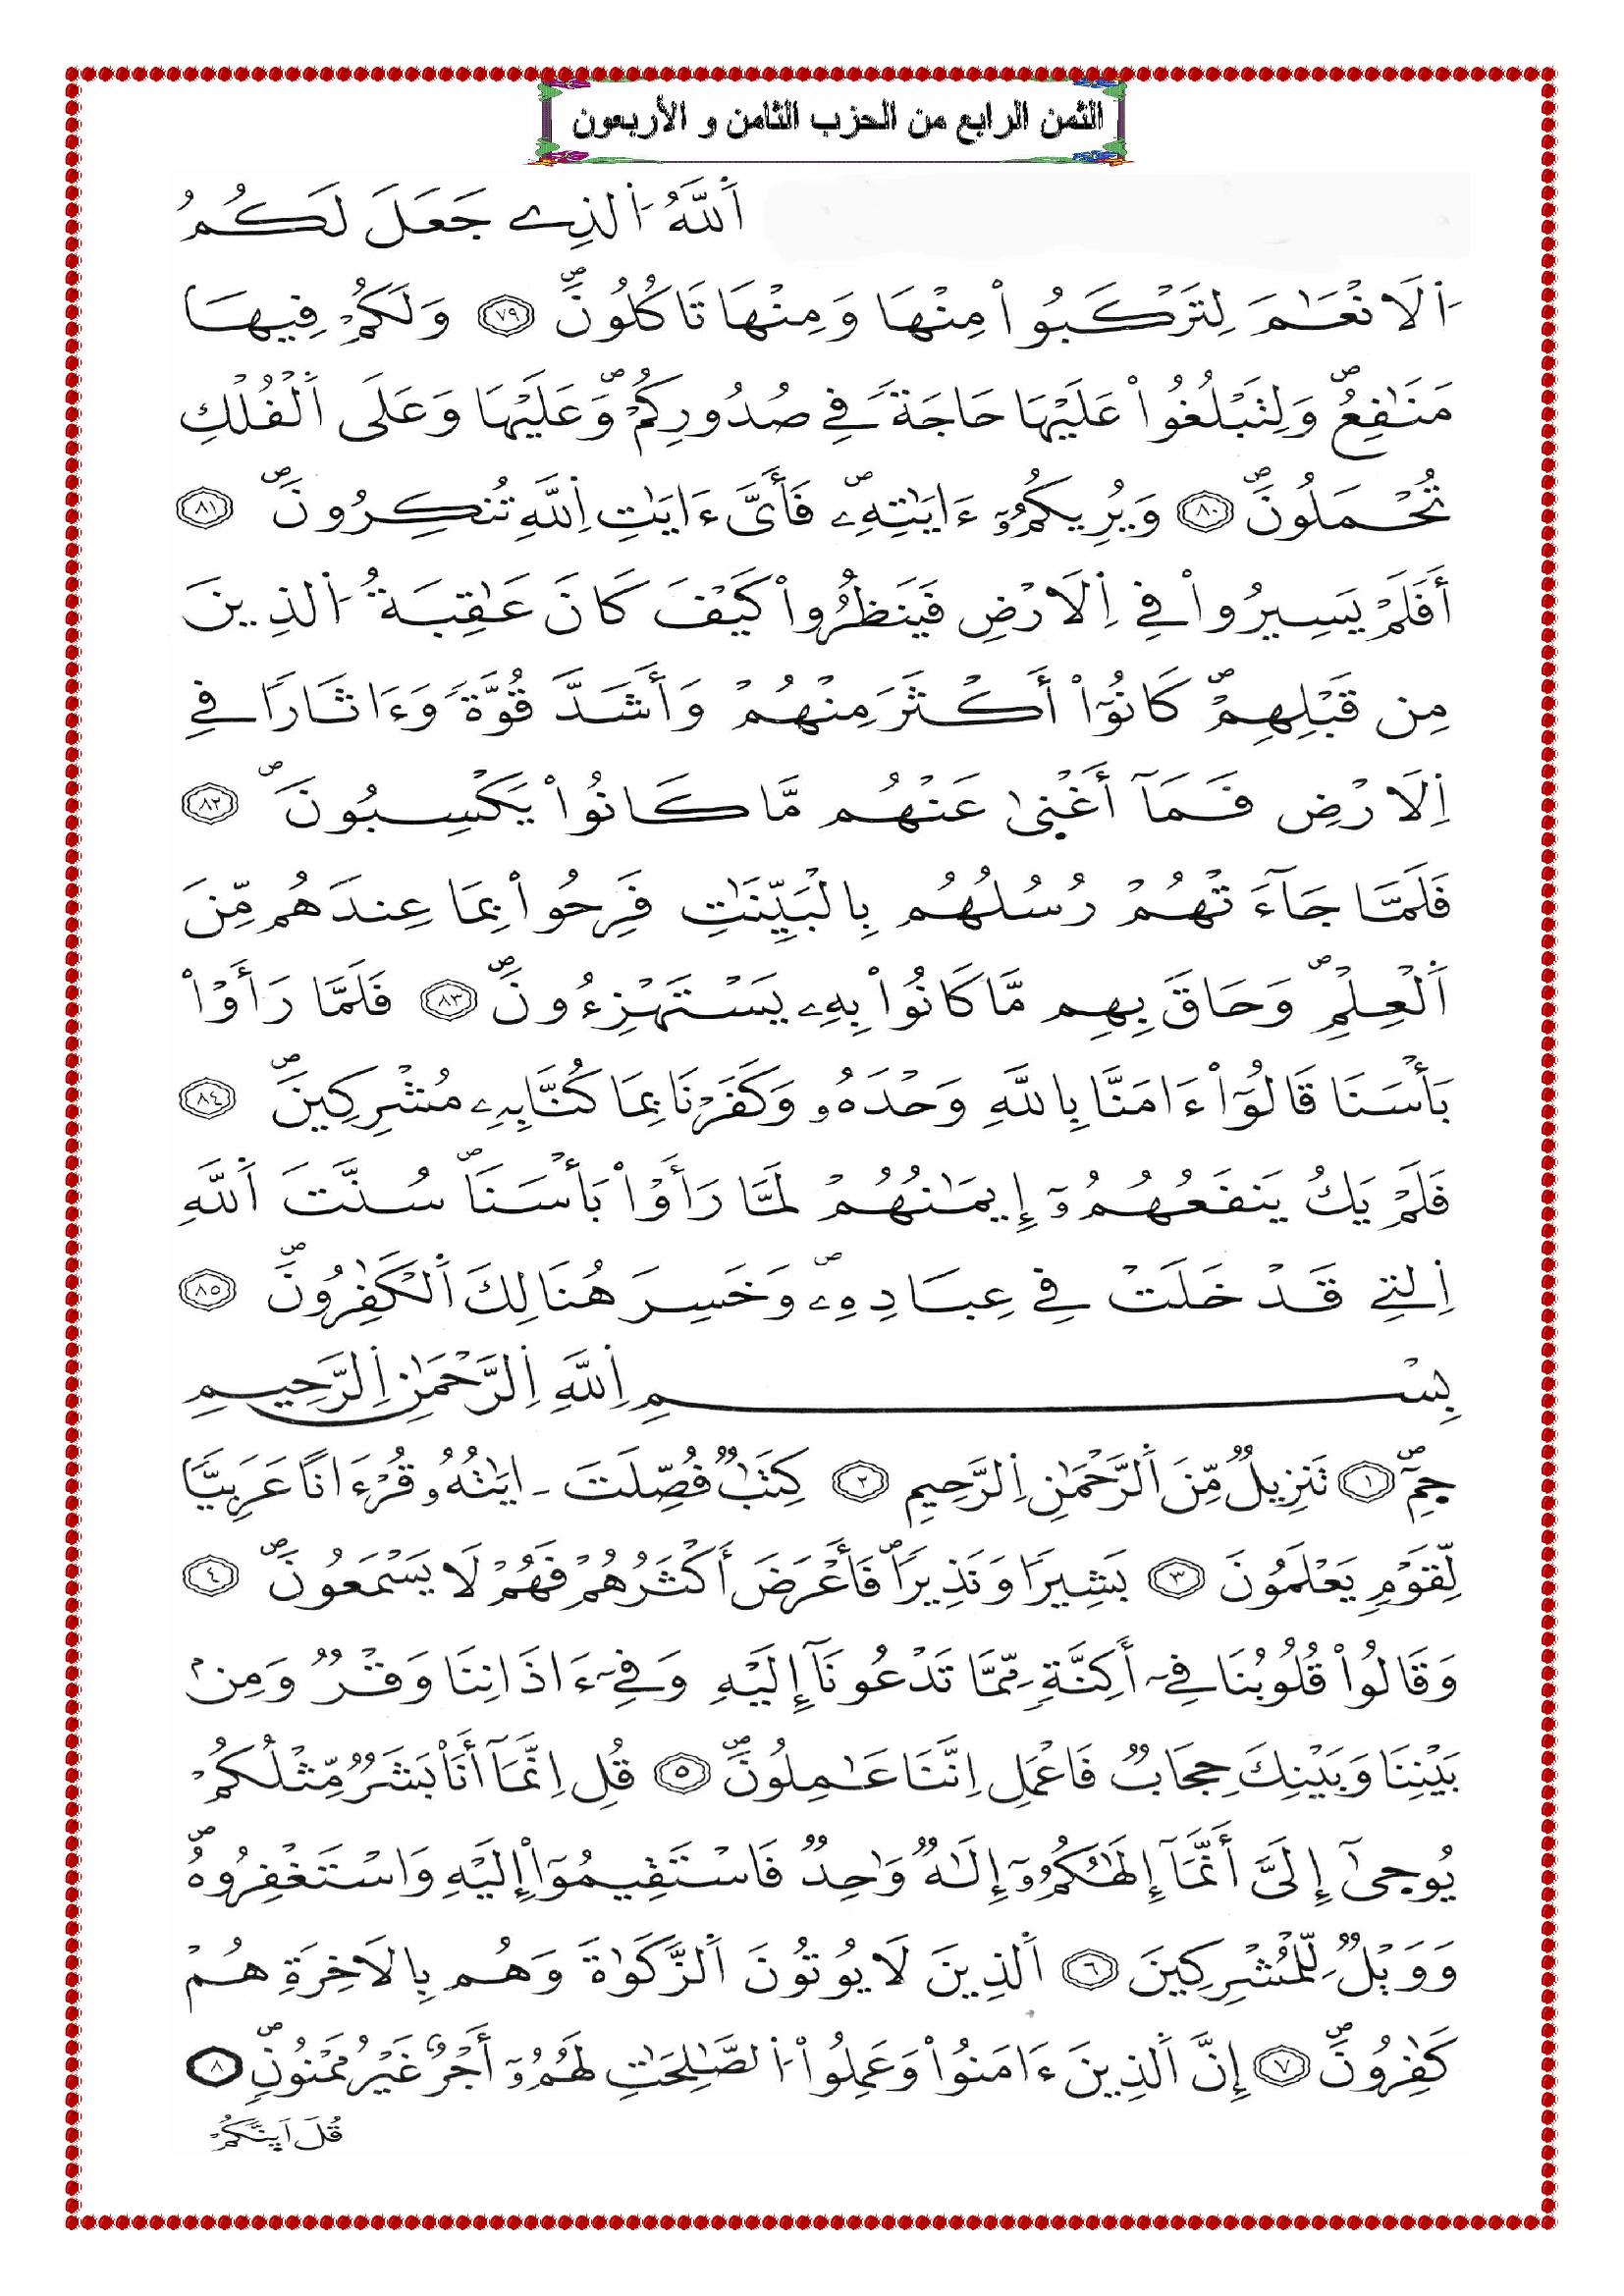 الثمن الرابع من الحزب الثامن و الأربعون
اَ۬للَّهُ اُ۬لذِے جَعَلَ لَكُمُ
اُ۬لَانْعَٰمَ لِتَرْكَبُواْ مِنْهَا وَمِنْهَا تَاكُلُونَۖ ٧٩ وَلَكُمْ فِيهَا
مَنَٰفِعُۖ وَلِتَبْلُغُواْ عَلَيْهَا حَاجَةٗ فِے صُدُورِكُمْۖ وَعَلَيْهَا وَعَلَى اَ۬لْفُلْكِ
تُحْمَلُونَۖ ٨٠ وَيُرِيكُمُۥٓ ءَايَٰتِهِۦۖ فَأَيَّ ءَايَٰتِ اِ۬للَّهِ تُنكِرُونَۖ ٨١
أَفَلَمْ يَسِيرُواْ فِے اِ۬لَارْضِ فَيَنظُرُواْ كَيْفَ كَانَ عَٰقِبَةُ اُ۬لذِينَ
مِن قَبْلِهِمْۖ كَانُوٓاْ أَكْثَرَ مِنْهُمْ وَأَشَدَّ قُوَّةٗ وَءَاثَاراٗ فِے
اِ۬لَارْضِ فَمَآ أَغْنَىٰ عَنْهُم مَّا كَانُواْ يَكْسِبُونَۖ ٨٢
فَلَمَّا جَآءَتْهُمْ رُسُلُهُم بِالْبَيِّنَٰتِ فَرِحُواْ بِمَا عِندَهُم مِّنَ
اَ۬لْعِلْمِۖ وَحَاقَ بِهِم مَّا كَانُواْ بِهِۦ يَسْتَهْزِءُونَۖ ٨٣ فَلَمَّا رَأَوْاْ
بَأْسَنَا قَالُوٓاْ ءَامَنَّا بِاللَّهِ وَحْدَهُۥ وَكَفَرْنَا بِمَا كُنَّا بِهِۦ مُشْرِكِينَۖ ٨٤
فَلَمْ يَكُ يَنفَعُهُمُۥٓ إِيمَٰنُهُمْ لَمَّا رَأَوْاْ بَأْسَنَاۖ سُنَّتَ اَ۬للَّهِ
اِ۬لتِے قَدْ خَلَتْ فِے عِبَادِهِۦۖ وَخَسِرَ هُنَالِكَ اَ۬لْكَٰفِرُونَۖ ٨٥
بِسْمِ اِ۬للَّهِ اِ۬لرَّحْمَٰنِ اِ۬لرَّحِيمِ
حمِٓۖ ١ تَنزِيلٞ مِّنَ اَ۬لرَّحْمَٰنِ اِ۬لرَّحِيمِ ٢ كِتَٰبٞ فُصِّلَتَ اٰيَٰتُهُۥ قُرْءَاناً عَرَبِيّاٗ
لِّقَوْمٖ يَعْلَمُونَ ٣ بَشِيراٗ وَنَذِيراٗۖ فَأَعْرَضَ أَكْثَرُهُمْ فَهُمْ لَا يَسْمَعُونَۖ ٤
وَقَالُواْ قُلُوبُنَا فِےٓ أَكِنَّةٖ مِّمَّا تَدْعُونَآ إِلَيْهِ وَفِےٓ ءَاذَانِنَا وَقْرٞ وَمِنۢ
بَيْنِنَا وَبَيْنِكَ حِجَابٞ فَاعْمَلِ اِنَّنَا عَٰمِلُونَۖ ٥ قُلِ اِنَّمَآ أَنَا۠ بَشَرٞ مِّثْلُكُمْ
يُوحَىٰٓ إِلَيَّ أَنَّمَآ إِلَٰهُكُمُۥٓ إِلَٰهٞ وَٰحِدٞ فَاسْتَقِيمُوٓاْ إِلَيْهِ وَاسْتَغْفِرُوهُۖ
وَوَيْلٞ لِّلْمُشْرِكِينَ ٦ اَ۬لذِينَ لَا يُوتُونَ اَ۬لزَّكَوٰةَ وَهُم بِالَاخِرَةِ هُمْ
كَٰفِرُونَۖ ٧ إِنَّ اَ۬لذِينَ ءَامَنُواْ وَعَمِلُواْ اُ۬لصَّٰلِحَٰتِ لَهُمُۥٓ أَجْرٌ غَيْرُ مَمْنُونٖۖ ٨
قُلَ اَئِنَّكُمْ